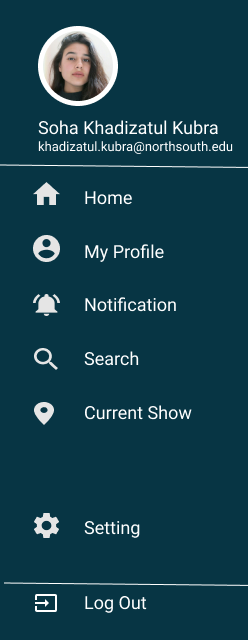 Soha Khadizatul Kubra
khadizatul.kubra@northsouth.edu
Home
My Profile
Notification
Search
Current Show
Setting
Log Out